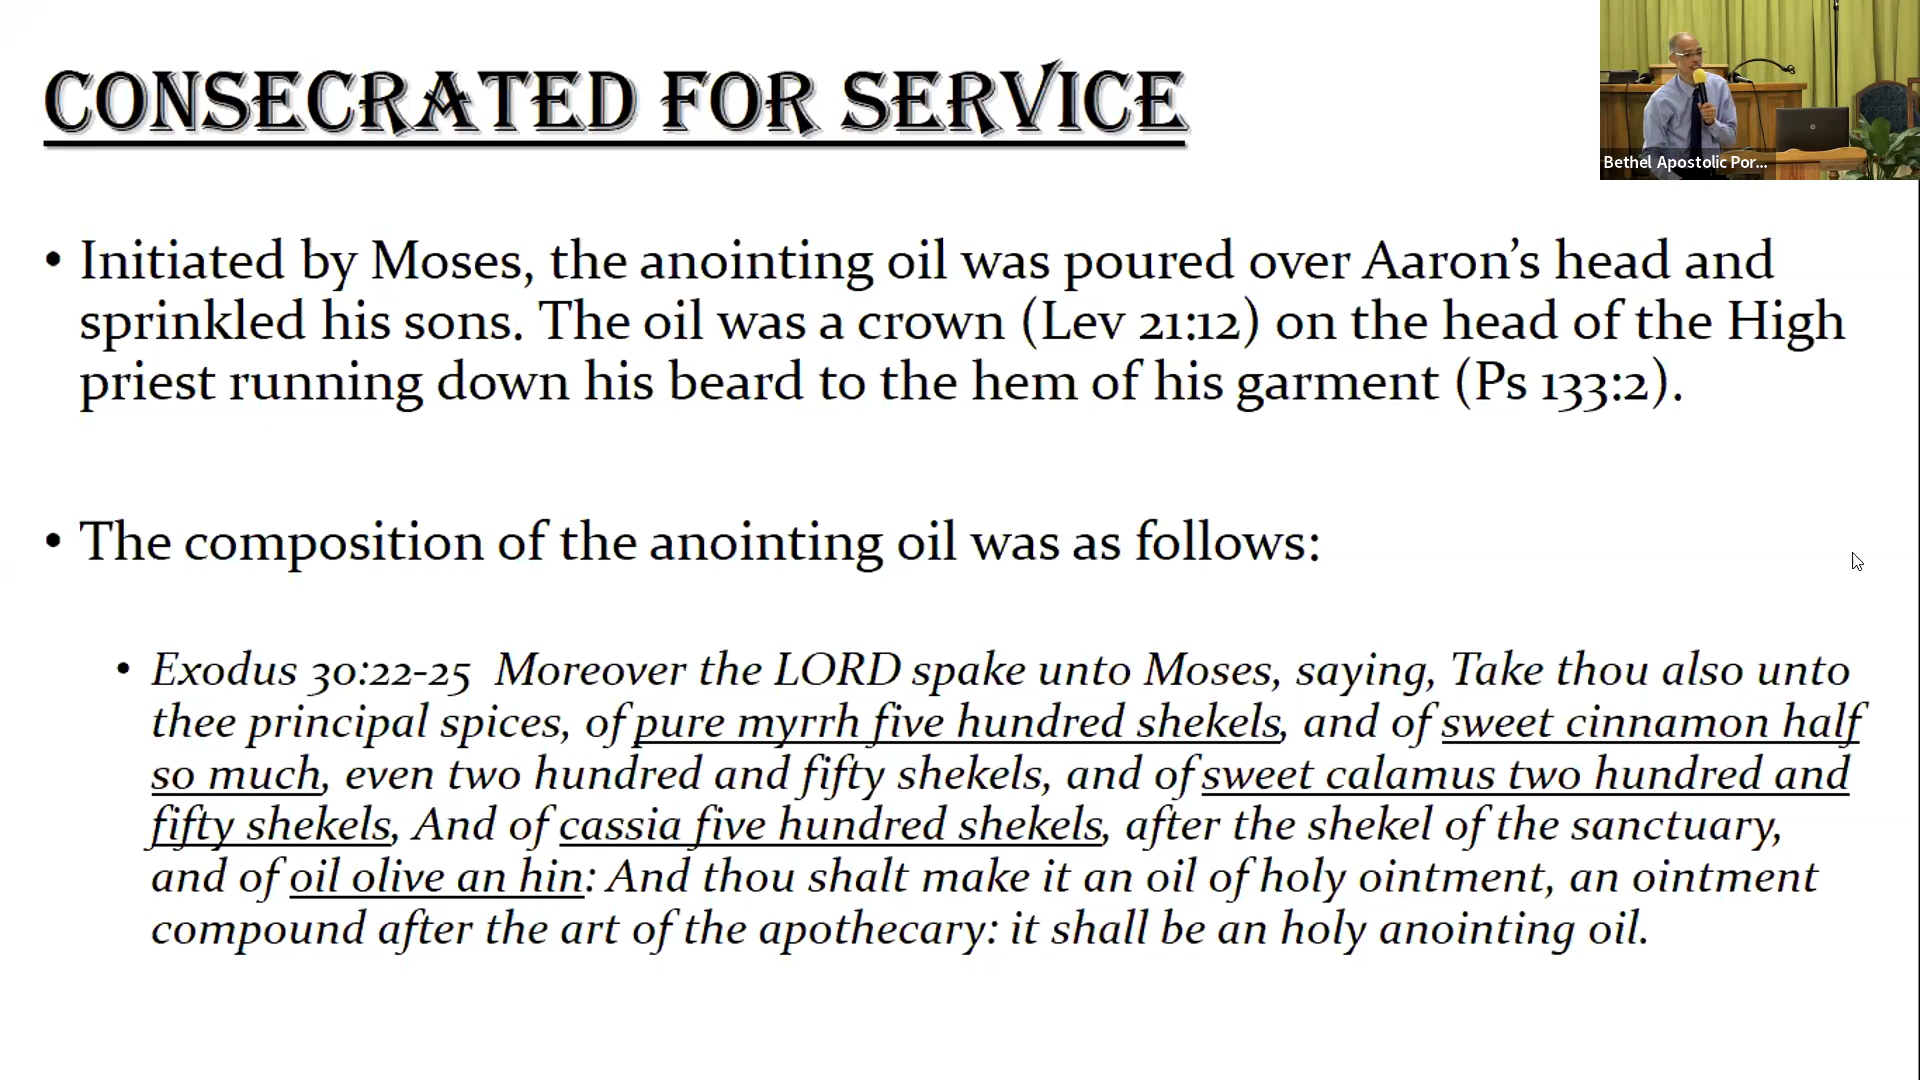 CONSECRATED FOR SERVICE
Bethel Apostolic Por...
• Initiated by Moses, the anointing oil was poured over Aaron’s head and
sprinkled his sons. The oil was a crown (Lev 21:12) on the head of the High
priest running down his beard to the hem of his garment (Ps 133:2).
• The composition of the anointing oil was as follows:
• Exodus 30:22-25 Moreover the LORD spake unto Moses, saying, Take thou also unto
thee principal spices, of pure myrrh five hundred shekels, and of sweet cinnamon half
so much, even two hundred and fifty shekels, and of sweet calamus two hundred and
fifty shekels, And of cassia five hundred shekels, after the shekel of the sanctuary,
and of oil olive an hin: And thou shalt make it an oil of holy ointment, an ointment
compound after the art of the apothecary: it shall be an holy anointing oil.